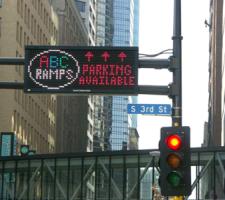 ABC
RAMPS
PARKING
AVAILABLE
S 3rd St